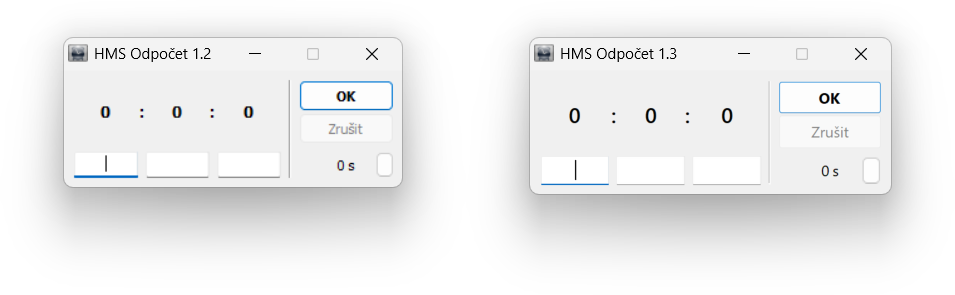 HMS Odpočet 1.2
0 : 0 : 0
OK
Zrušit
0 s
HMS Odpočet 1.3
0 : 0 : 0
OK
Zrušit
0 s